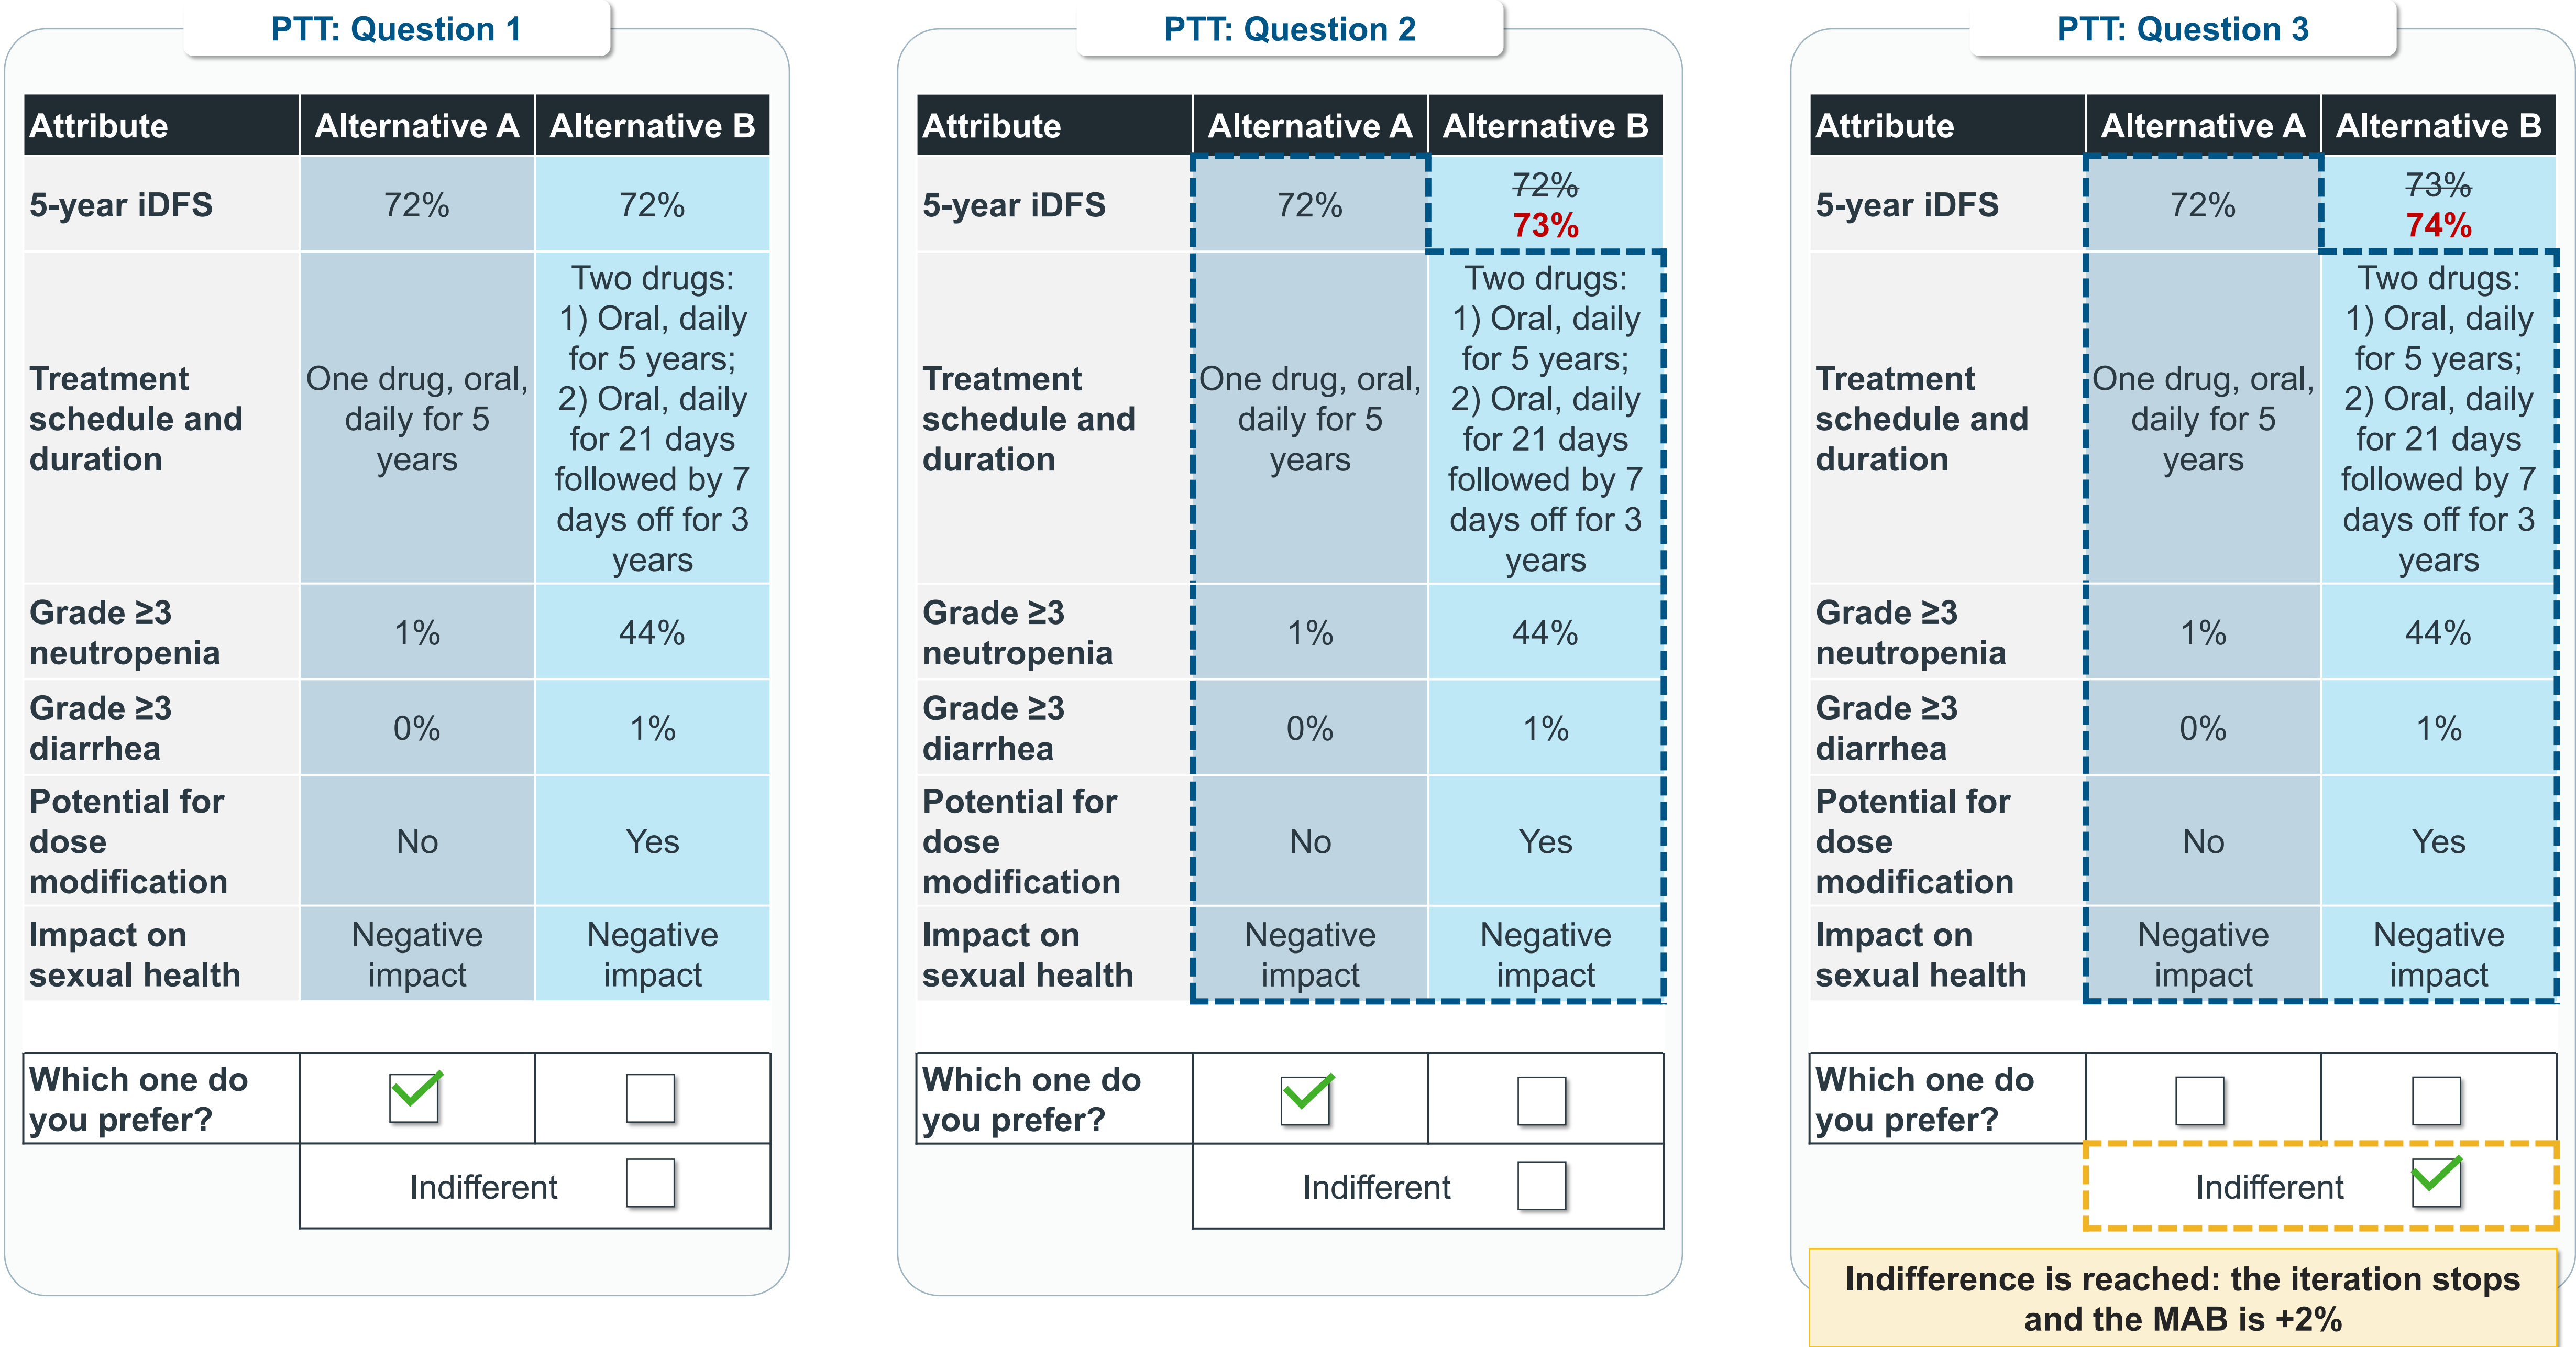 PTT: Question 1
Attribute
Alternative A
Alternative B
5-year iDFS
72%
72%
Treatment
schedule and
duration
One drug, oral,
daily for 5
years
Two drugs:
1) Oral, daily
for 5 years;
2) Oral, daily
for 21 days
followed by 7
days off for 3
years
Grade ≥3
neutropenia
1%
44%
Grade ≥3
diarrhea
0%
1%
Potential for
dose
modification
No
Yes
Impact on
sexual health
Negative
impact
Negative
impact
Which one do
you prefer?
Indifferent
PTT: Question 2
Attribute
Alternative A
Alternative B
5-year iDFS
72%
72%
73%
Treatment
schedule and
duration
One drug, oral,
daily for 5
years
Two drugs:
1) Oral, daily
for 5 years;
2) Oral, daily
for 21 days
followed by 7
days off for 3
years
Grade ≥3
neutropenia
1%
44%
Grade ≥3
diarrhea
0%
1%
Potential for
dose
modification
No
Yes
Impact on
sexual health
Negative
impact
Negative
impact
Which one do
you prefer?
Indifferent
PTT: Question 3
Attribute
Alternative A
Alternative B
5-year iDFS
72%
73%
74%
Treatment
schedule and
duration
One drug, oral,
daily for 5
years
Two drugs:
1) Oral, daily
for 5 years;
2) Oral, daily
for 21 days
followed by 7
days off for 3
years
Grade ≥3
neutropenia
1%
44%
Grade ≥3
diarrhea
0%
1%
Potential for
dose
modification
No
Yes
Impact on
sexual health
Negative
impact
Negative
impact
Which one do
you prefer?
Indifferent
Indifference is reached: the iteration stops
and the MAB is +2%